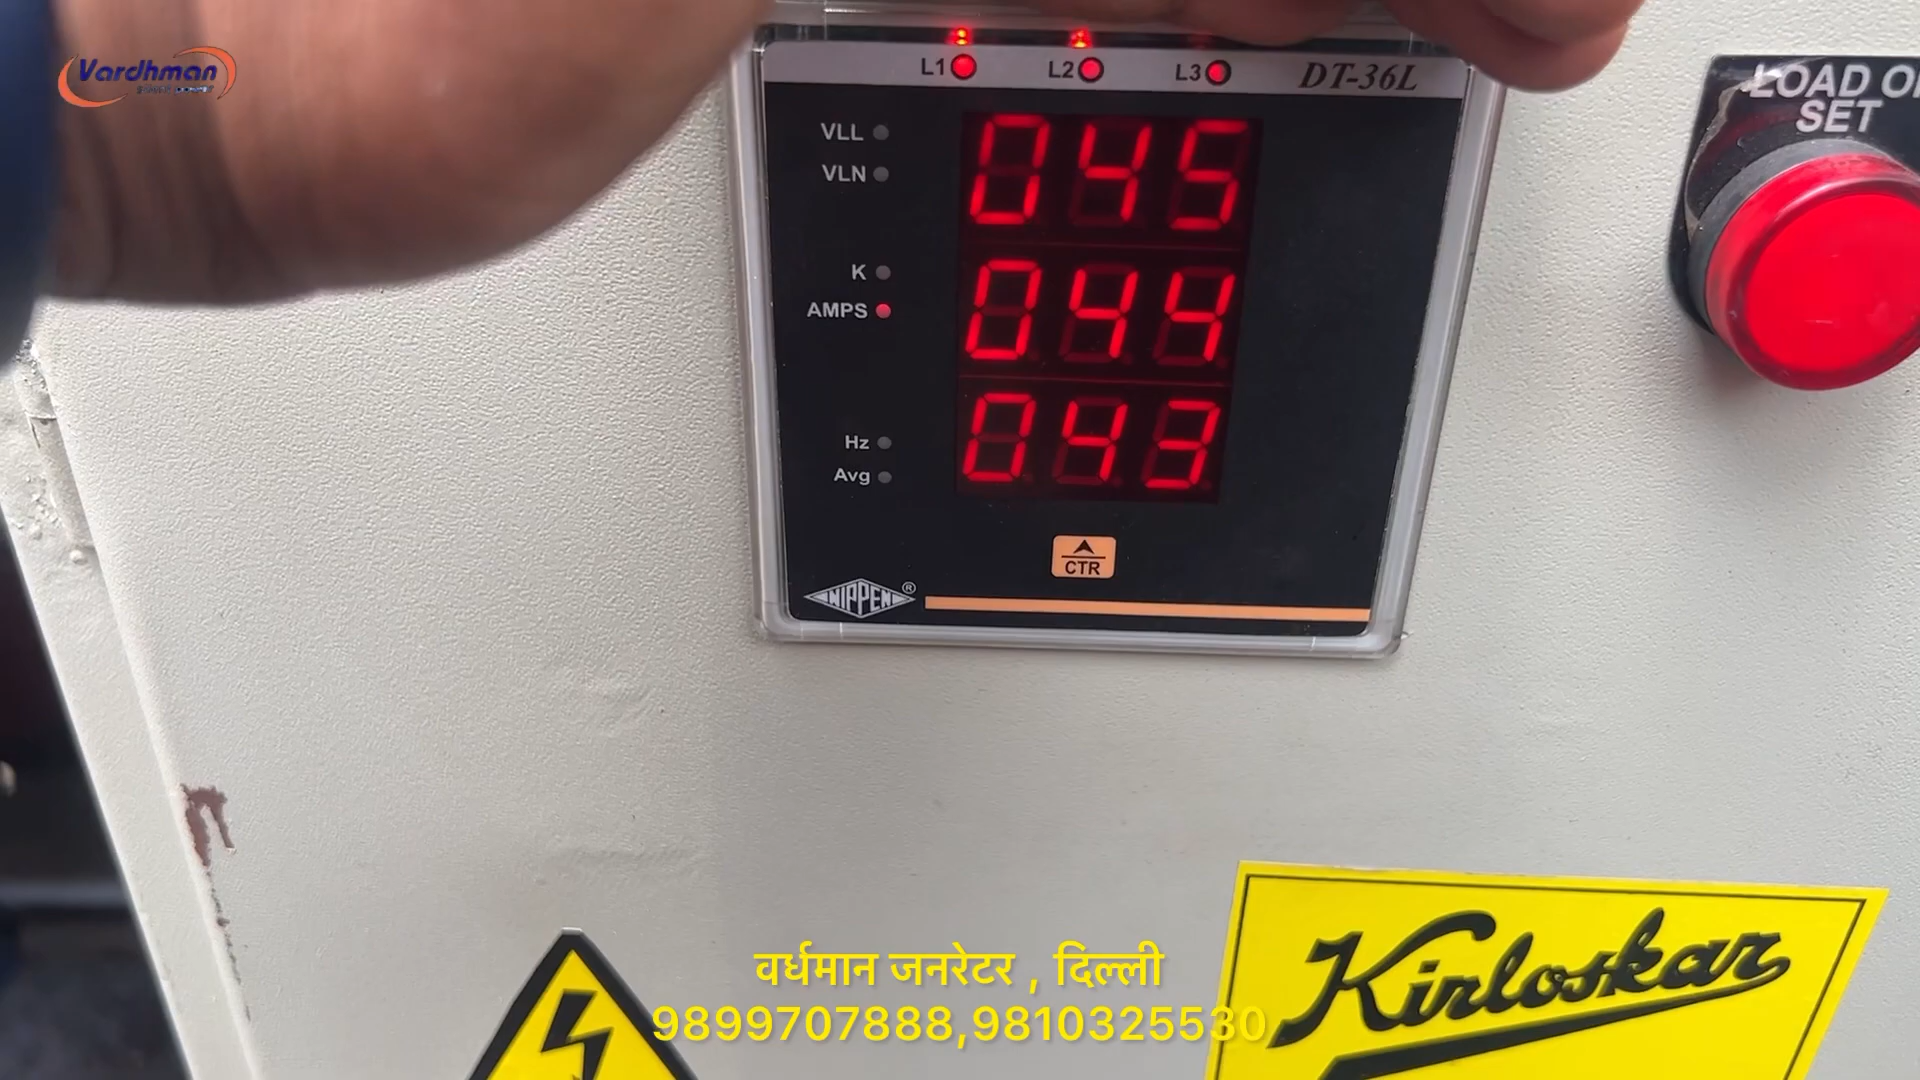 Vardhman
L1 L2 L3 DT-36L
LOAD
SET
VLL
VLN
045
K
AMPS
044
Hz
Avg
043
CTR
NIPPEN ®
Kirloskar
वर्धमान जनरेटर , दिल्ली
9899707888,9810325530